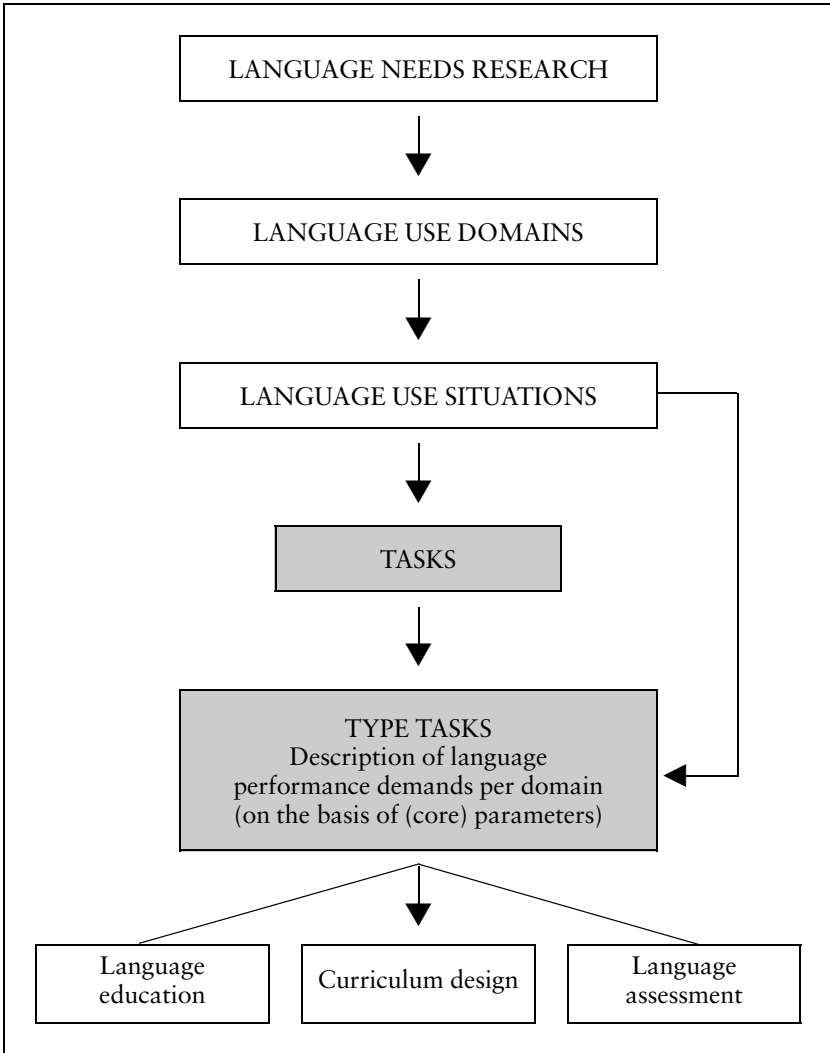 LANGUAGE NEEDS RESEARCH
LANGUAGE USE DOMAINS
LANGUAGE USE SITUATIONS
TASKS
TYPE TASKS
Description of language
performance demands per domain
(on the basis of (core) parameters)
Language
education
Curriculum design
Language
assessment